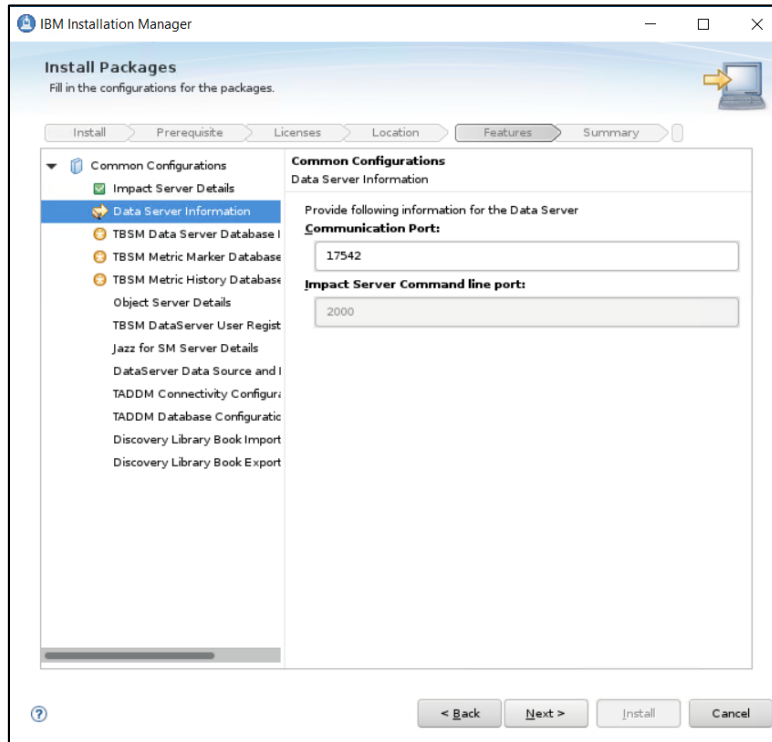 IBM Installation Manager
Install Packages
Fill in the configurations for the packages.
Install
Prerequisite
Licenses
Location
Features
Summary
Common Configurations
Impact Server Details
Data Server Information
TBSM Data Server Database I
TBSM Metric Marker Database
TBSM Metric History Database
Object Server Details
TBSM DataServer User Regist
Jazz for SM Server Details
DataServer Data Source and I
TADDM Connectivity Configura
TADDM Database Configuratic
Discovery Library Book Import
Discovery Library Book Export
Common Configurations
Data Server Information
Provide following information for the Data Server
Communication Port:
17542
Impact Server Command line port:
2000
?
< Back
Next >
Install
Cancel